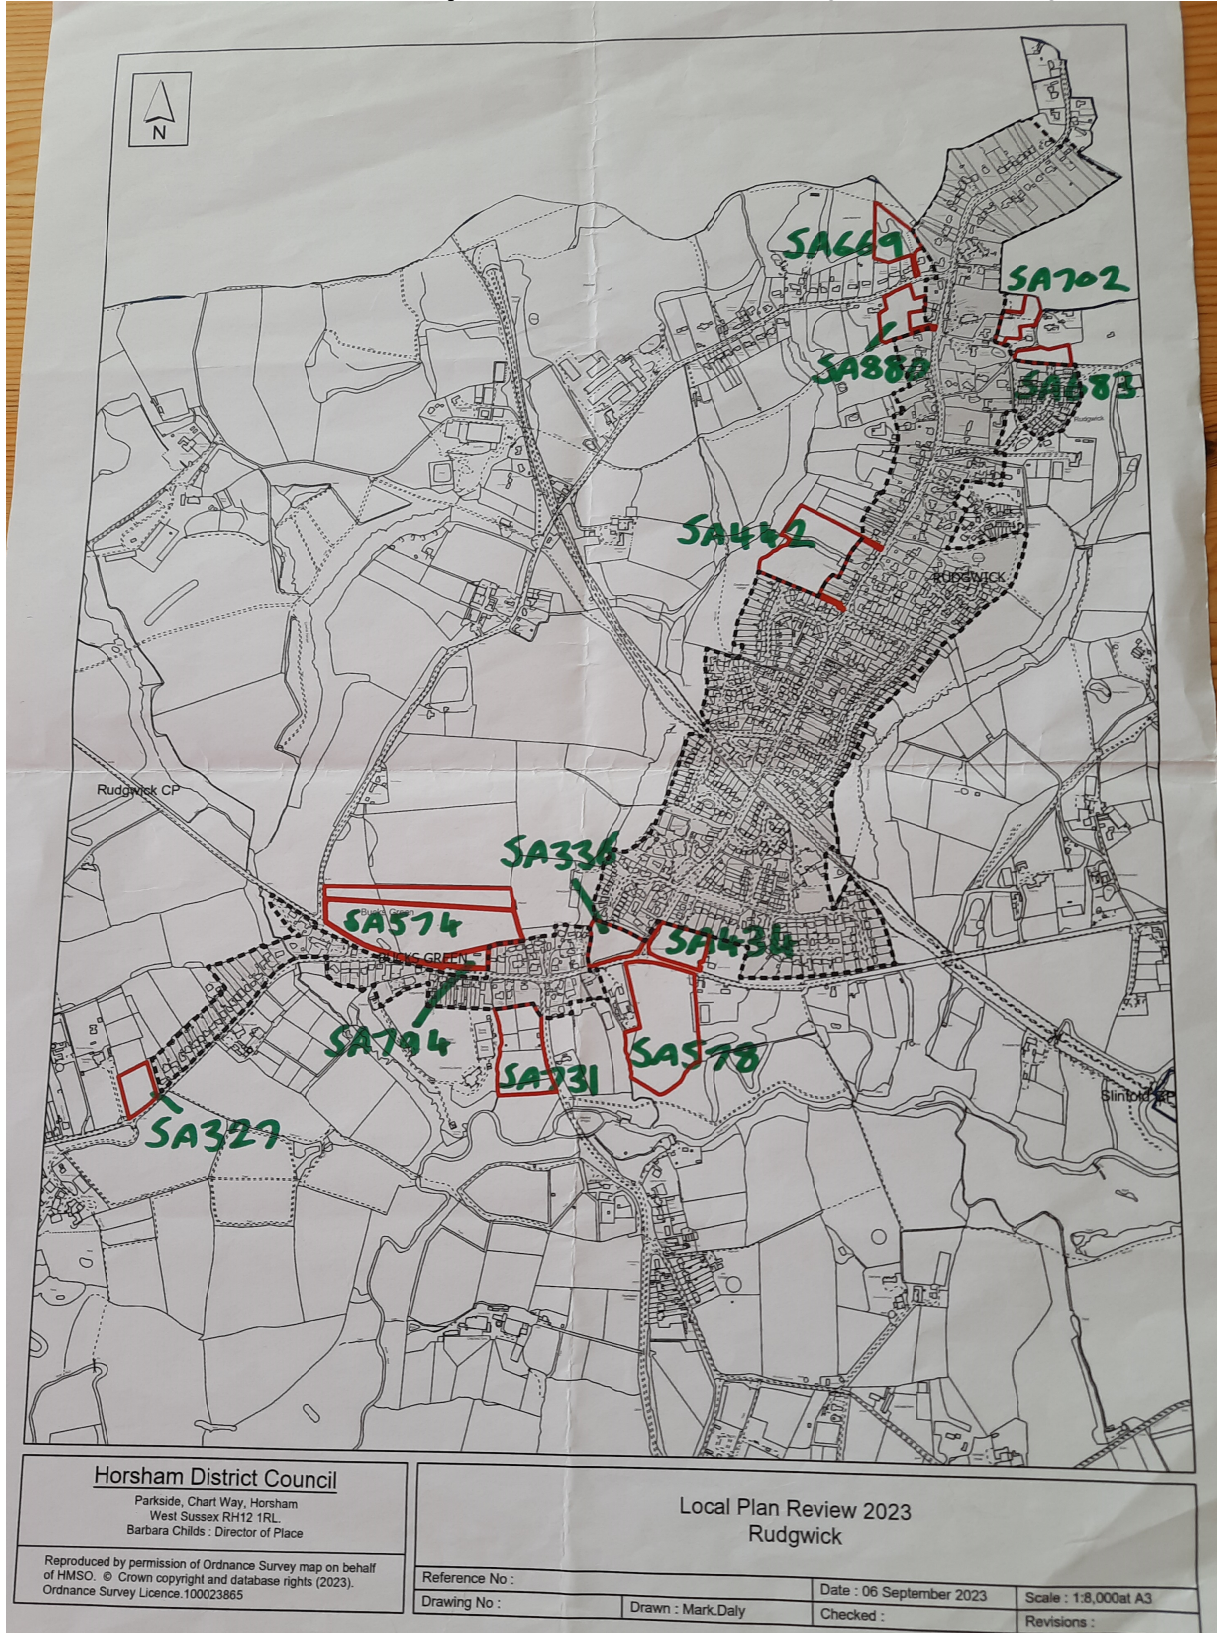 N
SA669
SA702
SA880
SA683
Rudgwick
SA442
RUDGWICK
Rudgwick CP
SA336
Bucks Green
SA574
SA434
BUCKS GREEN
SA794
SA578
SA731
Slinfold CP
SA327
Horsham District Council
Parkside, Chart Way, Horsham
West Sussex RH12 1RL.
Barbara Childs : Director of Place
Reproduced by permission of Ordnance Survey map on behalf
of HMSO. © Crown copyright and database rights (2023).
Ordnance Survey Licence.100023865
Local Plan Review 2023
Rudgwick
Reference No :
Drawing No :
Drawn : Mark.Daly
Date : 06 September 2023
Checked :
Scale : 1:8,000at A3
Revisions :